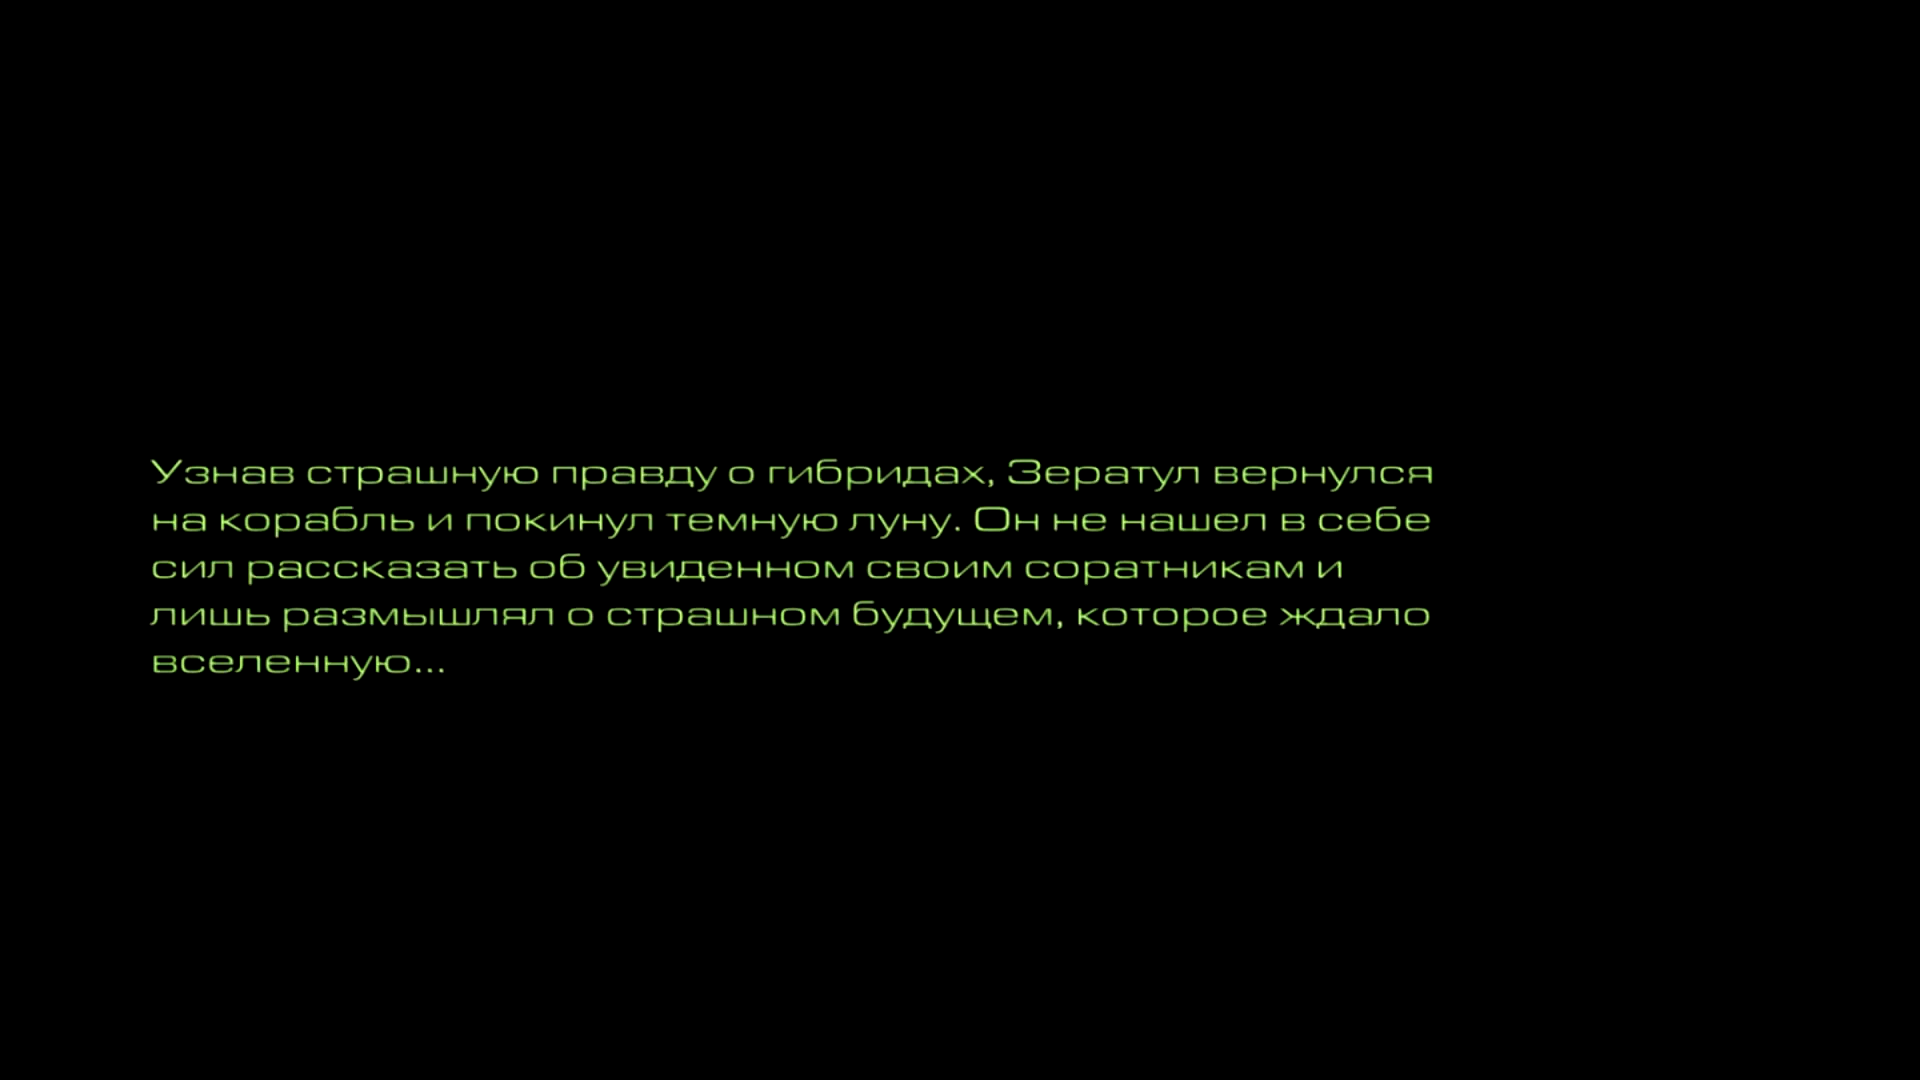 Узнав страшную правду о гибридах, Зератул вернулся
на корабль и покинул темную луну. Он не нашел в себе
сил рассказать об увиденном своим соратникам и
лишь размышлял о страшном будущем, которое ждало
вселенную...